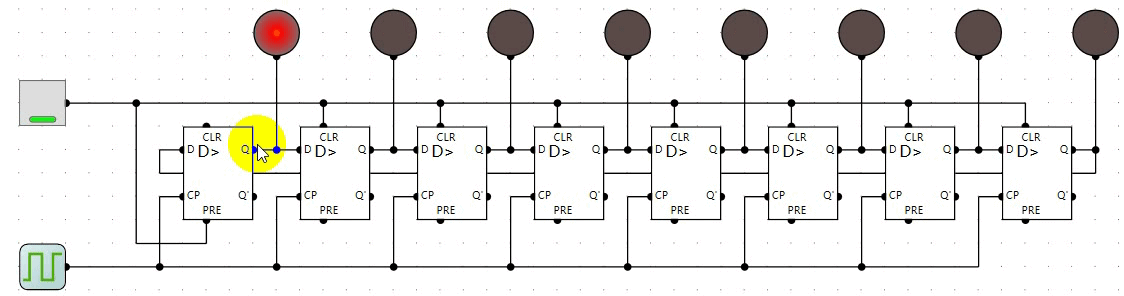 CLR CLR CLR CLR CLR CLR CLR CLR
D D> Q D D> Q D D> Q D D> Q D D> Q D D> Q D D> Q D D> Q
CP Q' CP Q' CP Q' CP Q' CP Q' CP Q' CP Q' CP Q'
PRE PRE PRE PRE PRE PRE PRE PRE